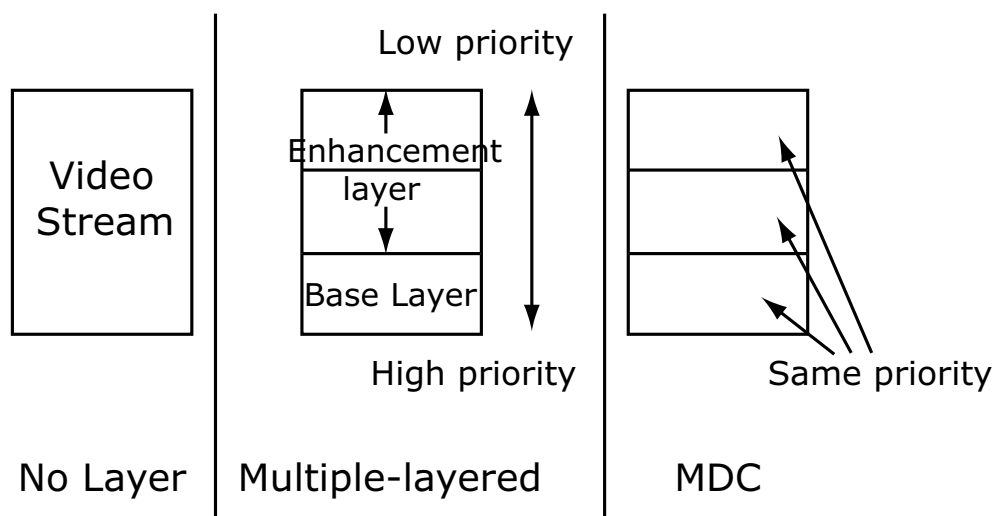 Low priority
Video
Stream
Enhancement
layer
Base Layer
High priority
Same priority
No Layer
Multiple-layered
MDC